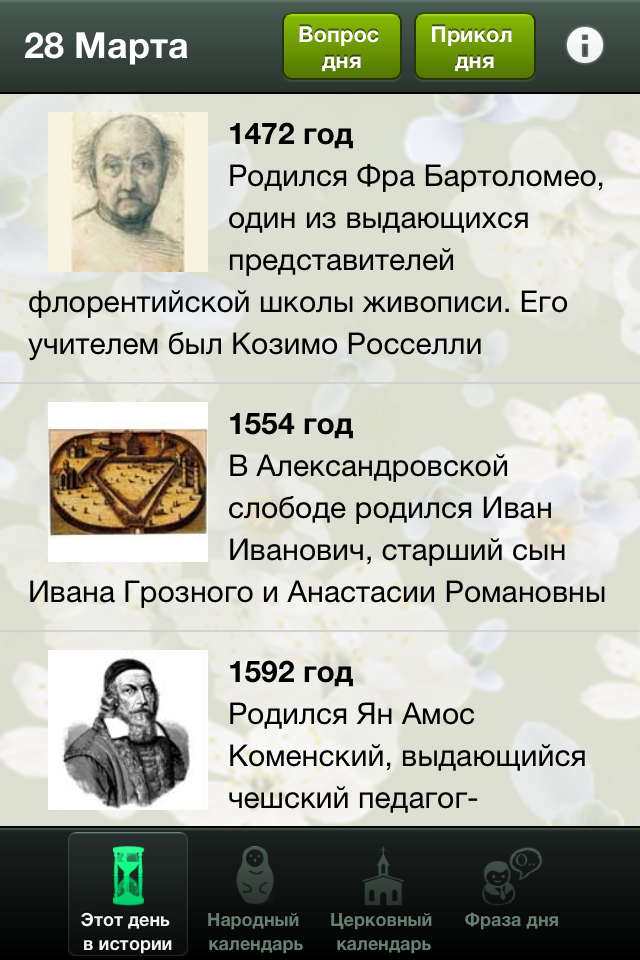 28 Марта
Вопрос
дня
Прикол
дня
1472 год
Родился Фра Бартоломео,
один из выдающихся
представителей
флорентийской школы живописи. Его
учителем был Козимо Росселли
1554 год
В Александровской
слободе родился Иван
Иванович, старший сын
Ивана Грозного и Анастасии Романовны
1592 год
Родился Ян Амос
Коменский, выдающийся
чешский педагог-
Этот день
в истории
Народный
календарь
Церковный
календарь
О..
Фраза дня